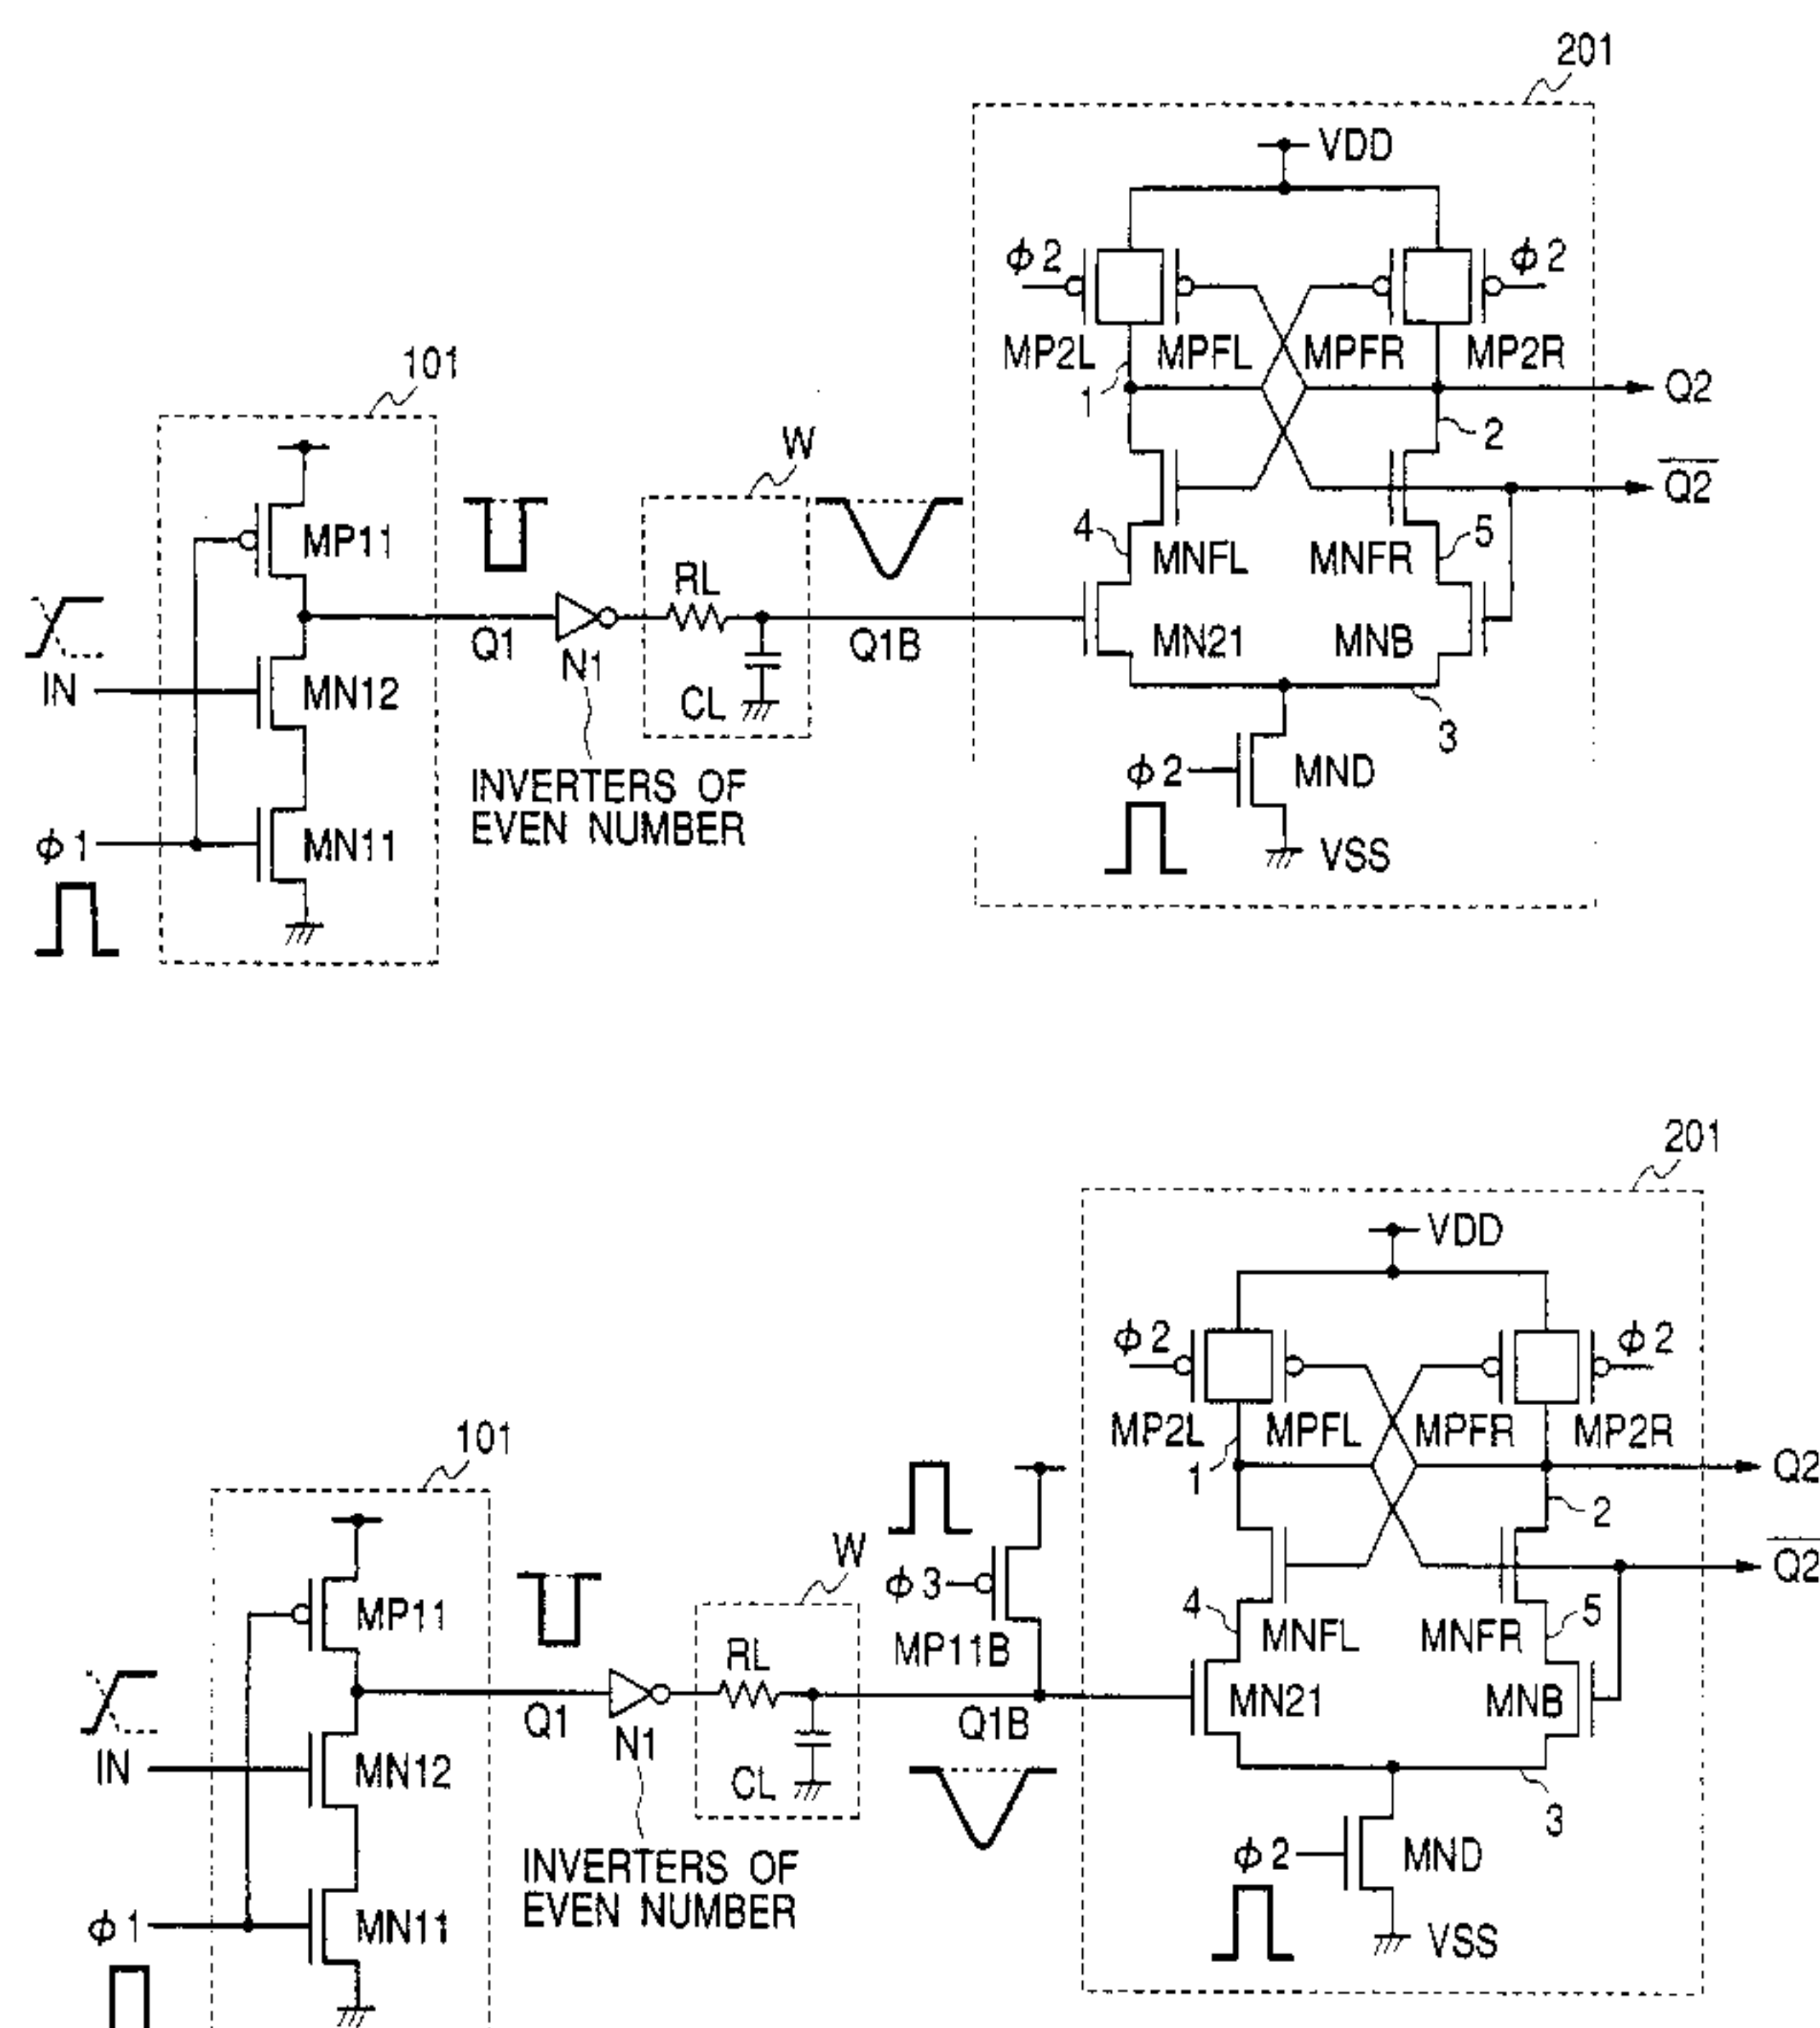 201
VDD
ϕ2
ϕ2
MP2L
MPFL
MPFR
MP2R
101
1
Q2
W
2
Q2
MP11
4
5
RL
MNFL
MNFR
IN
Q1
N1
Q1B
MN21
MNB
MN12
CL
3
INVERTERS OF
EVEN NUMBER
ϕ2
MND
ϕ1
MN11
VSS
201
VDD
ϕ2
ϕ2
MP2L
MPFL
MPFR
MP2R
101
1
Q2
2
W
ϕ3
Q2
MP11
4
5
MP11B
MNFL
MNFR
RL
IN
Q1
N1
Q1B
MN21
MNB
MN12
CL
3
INVERTERS OF
EVEN NUMBER
ϕ2
MND
ϕ1
MN11
VSS